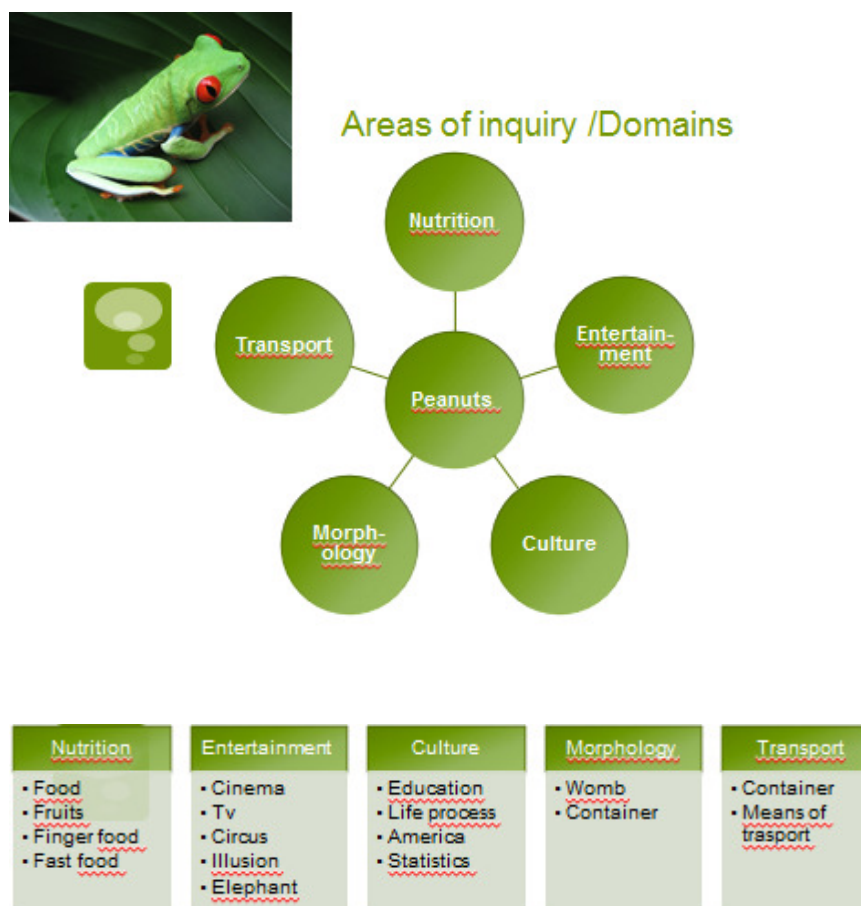 Areas of inquiry /Domains
Nutrition
Entertain-
ment
Transport
Peanuts
Morph-
ology
Culture
Nutrition
▪ Food
▪ Fruits
▪ Finger food
▪ Fast food
Entertainment
▪ Cinema
▪ Tv
▪ Circus
▪ Illusion
▪ Elephant
Culture
▪ Education
▪ Life process
▪ America
▪ Statistics
Morphology
▪ Womb
▪ Container
Transport
▪ Container
▪ Means of
trasport